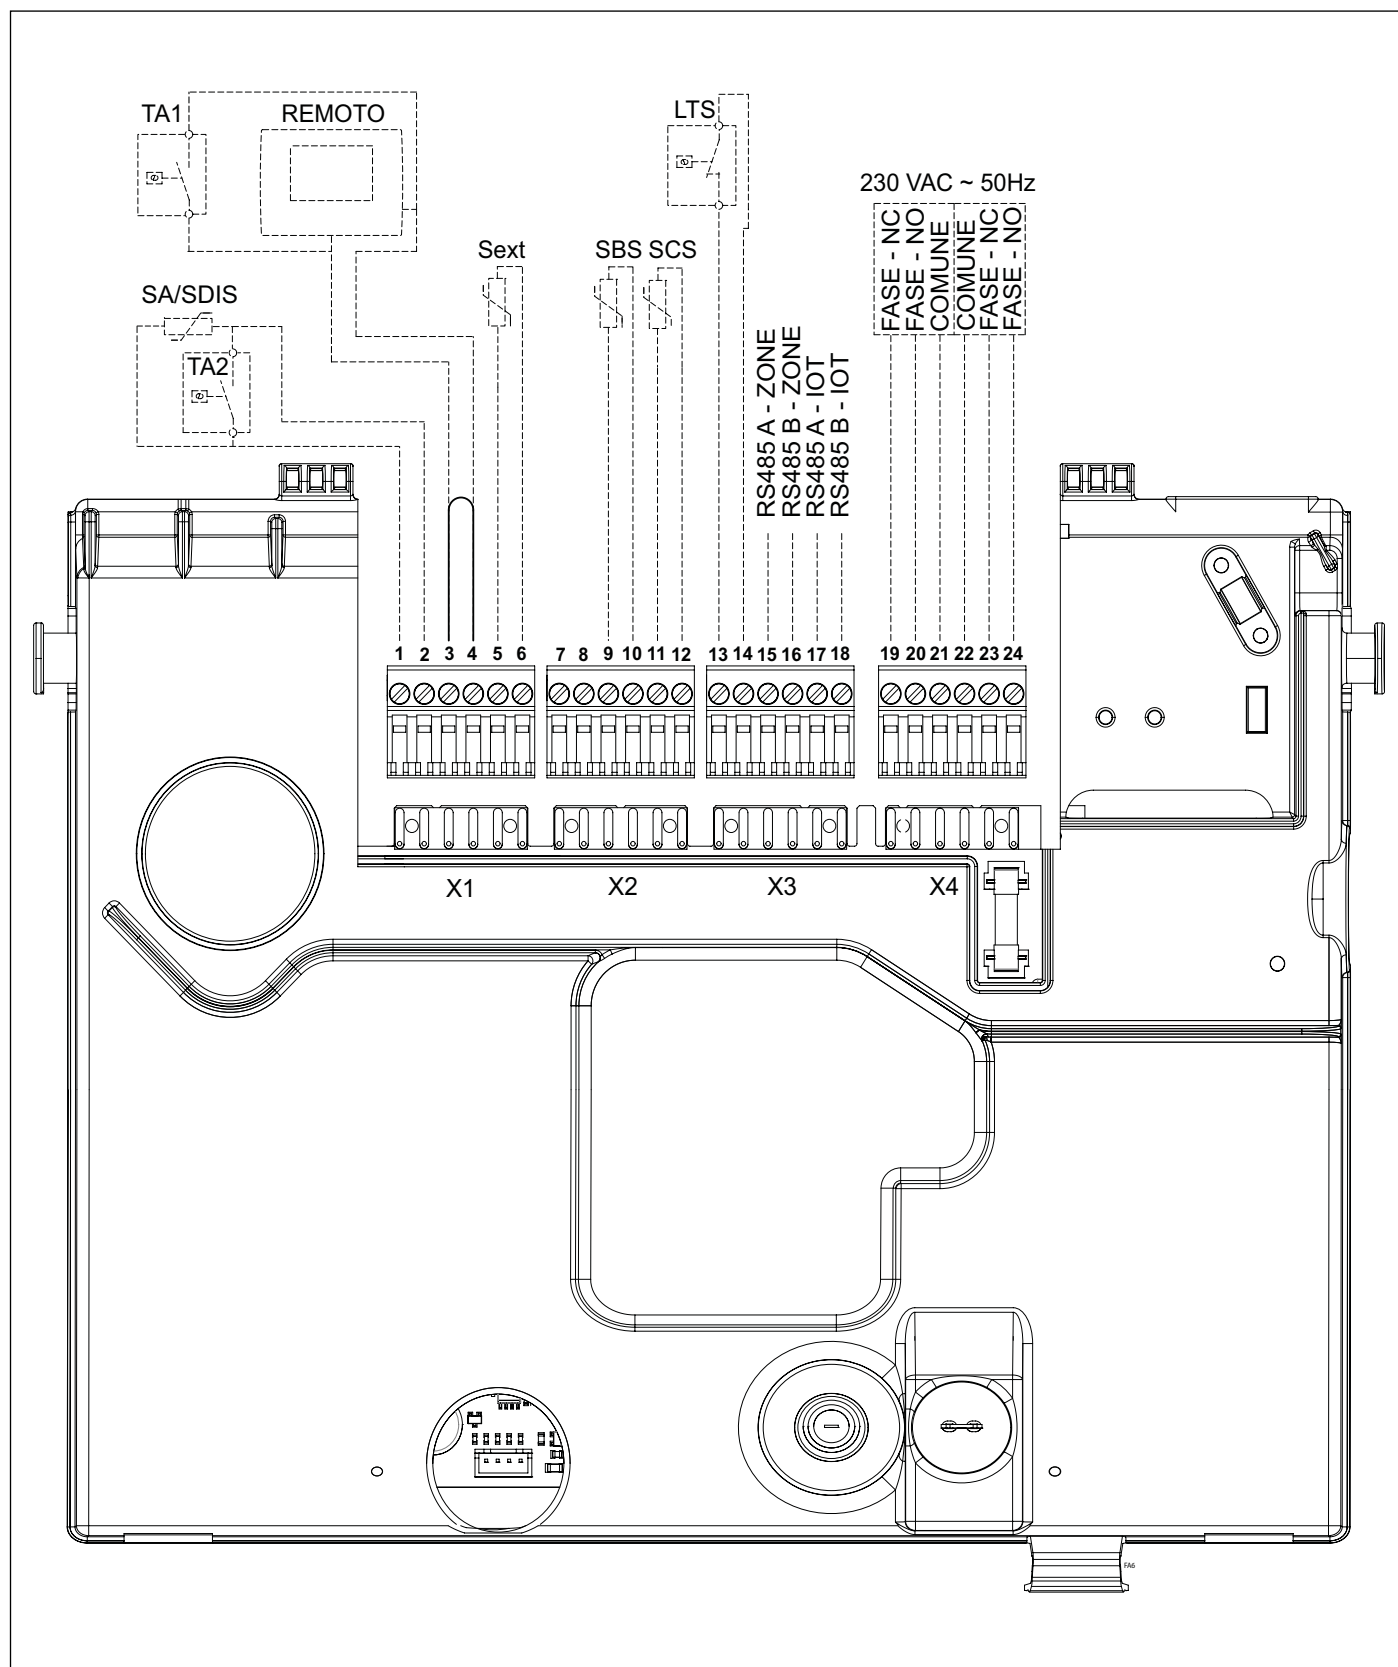 TA1
REMOTO
LTS
230 VAC ~ 50Hz
FASE - NC
FASE - NO
COMUNE
COMUNE
FASE - NC
FASE - NO
Sext
SBS SCS
SA/SDIS
TA2
RS485 A - ZONE
RS485 B - ZONE
RS485 A - IOT
RS485 B - IOT
1 2 3 4 5 6 7 8 9 10 11 12 13 14 15 16 17 18 19 20 21 22 23 24
X1 X2 X3 X4
FA6